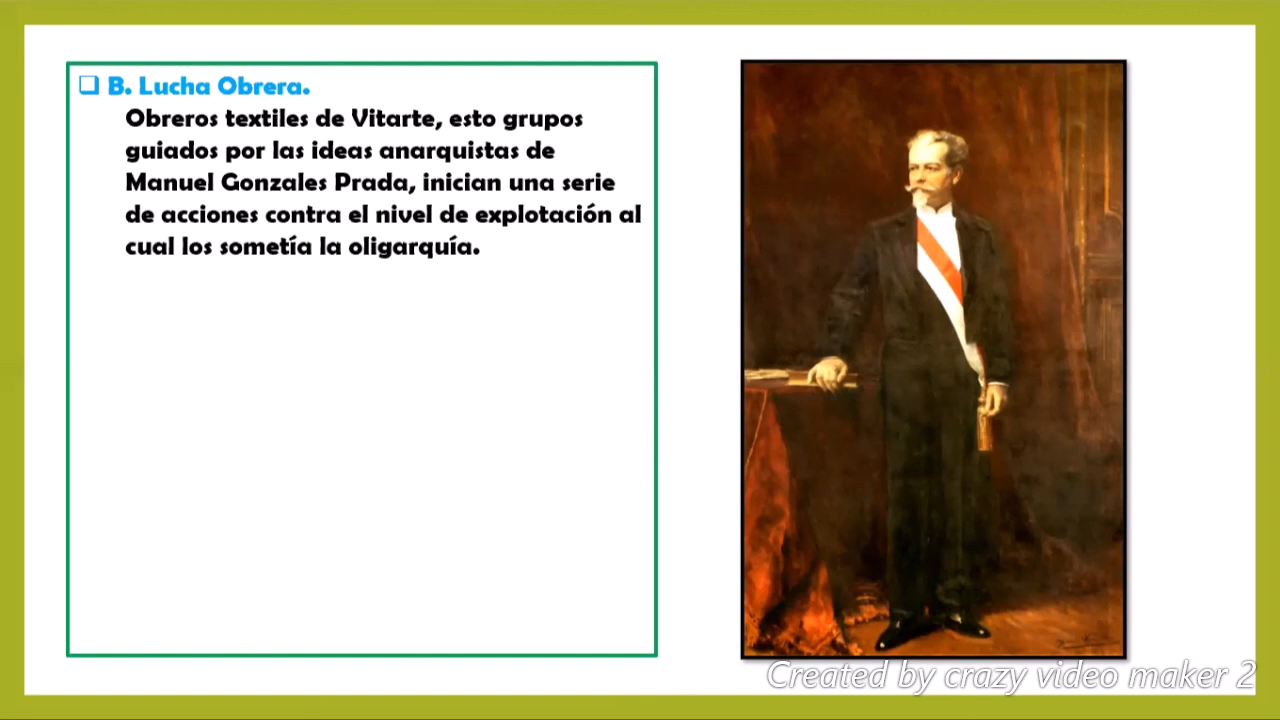 B. Lucha Obrera.
Obreros textiles de Vitarte, esto grupos
guiados por las ideas anarquistas de
Manuel Gonzales Prada, inician una serie
de acciones contra el nivel de explotación al
cual los sometía la oligarquía.
Created by crazy video maker 2